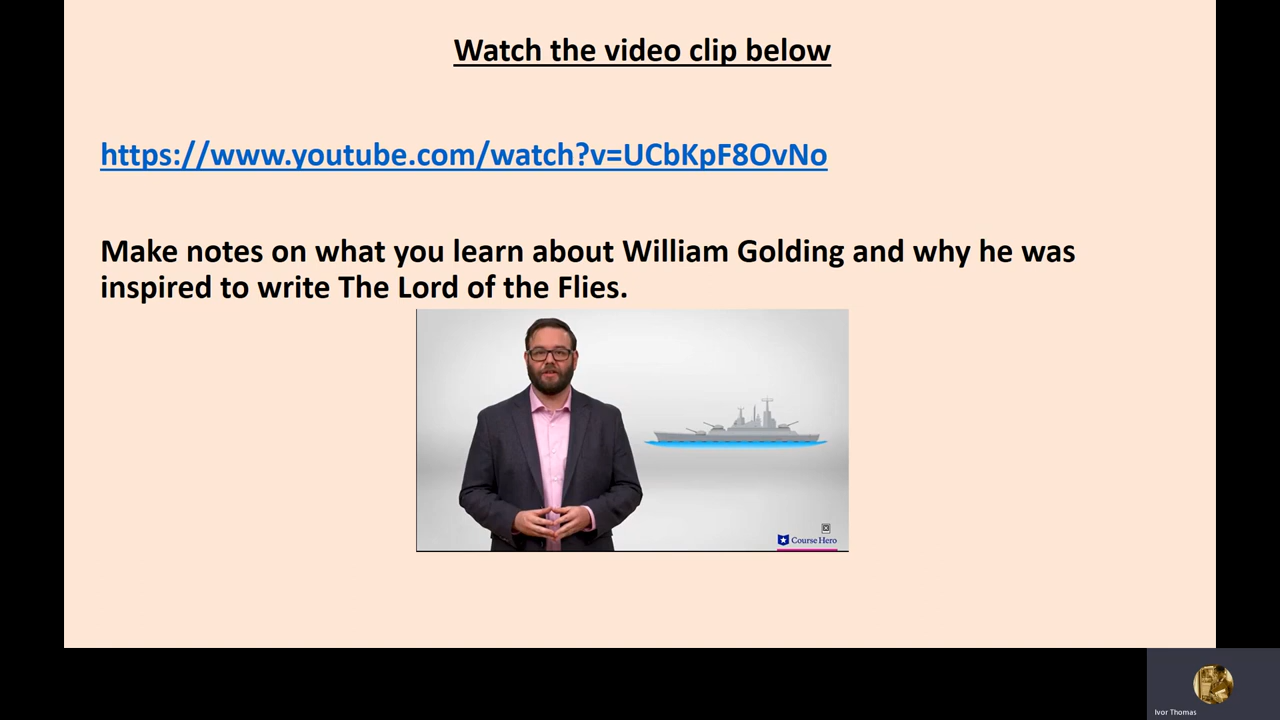 Watch the video clip below
https://www.youtube.com/watch?v=UCbKpF8OvNo
Make notes on what you learn about William Golding and why he was
inspired to write The Lord of the Flies.
Course Hero
Ivor Thomas